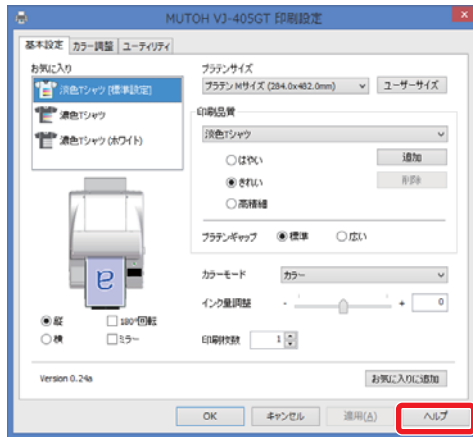 MUTOH VJ-405GT 印刷設定
基本設定 カラー調整 ユーティリティ
お気に入り
淡色Tシャツ [標準設定]
濃色Tシャツ
濃色Tシャツ (ホワイト)
プラテンサイズ
プラテン Mサイズ (284.0x482.0mm) ユーザーサイズ
印刷品質
淡色Tシャツ
はやい 追加
きれい 削除
高精細
プラテンギャップ 標準 広い
カラーモード カラー
インク量調整 - + 0
印刷枚数 1
a
縦 180°回転
横 ミラー
Version 0.24a お気に入りに追加
OK キャンセル 適用(A) ヘルプ